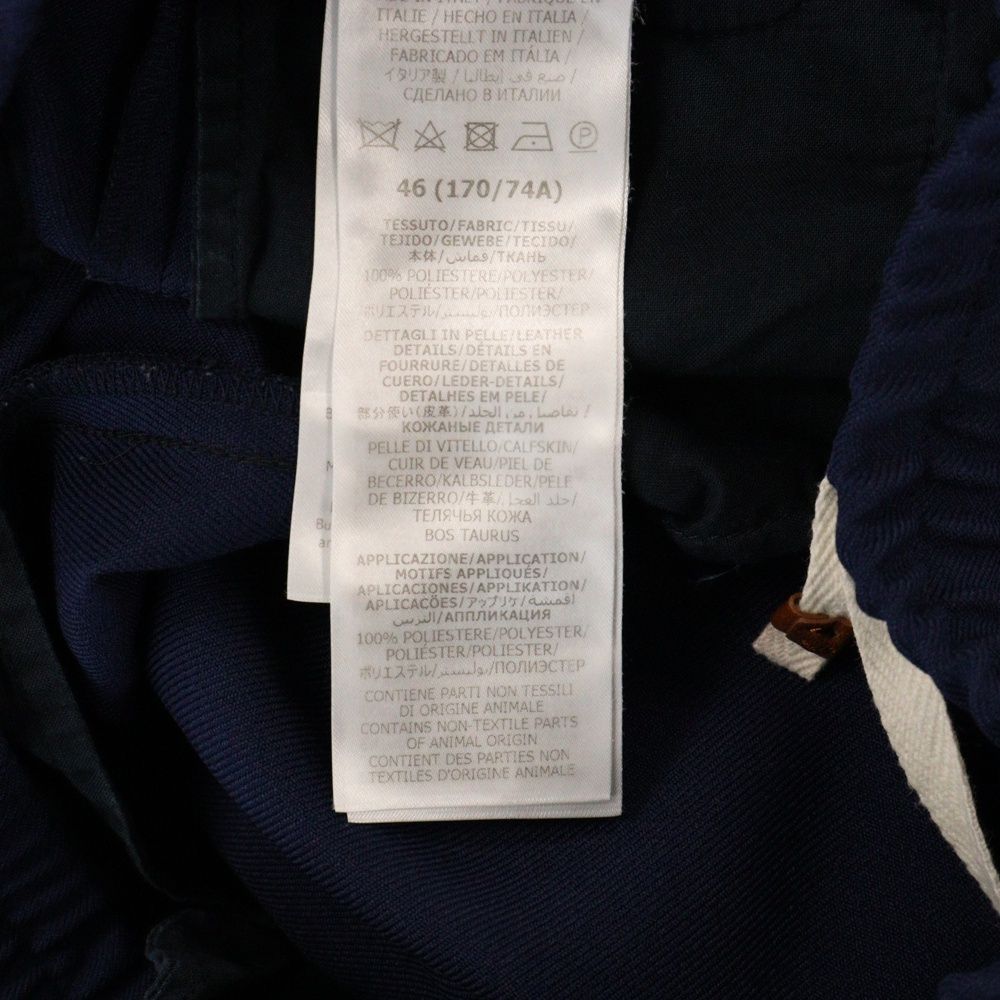 MADE IN ITALY / FABRIQUÉ EN
ITALIE / HECHO EN ITALIA /
HERGESTELLT IN ITALIEN /
FABRICADO EM ITÁLIA /
イタリア製 / صنع في إيطاليا /
СДЕЛАНО В ИТАЛИИ
P
46 (170/74A)
TESSUTO/FABRIC/TISSU/
TEJIDO/GEWEBE/TECIDO/
本体/قماش/ТКАНЬ
100% POLIESTERE/POLYESTER/
POLIÉSTER/POLIESTER/
ポリエステル/بوليستر/ПОЛИЭСТЕР
DETTAGLI IN PELLE/LEATHER
DETAILS/DÉTAILS EN
FOURRURE/DETALLES DE
CUERO/LEDER-DETAILS/
DETALHES EM PELE/
部分使い(皮革)/تفاصيل من الجلد/
КОЖАНЫЕ ДЕТАЛИ
PELLE DI VITELLO/CALFSKIN/
CUIR DE VEAU/PIEL DE
BECERRO/KALBSLEDER/PELE
DE BIZERRO/牛革/جلد العجل/
ТЕЛЯЧЬЯ КОЖА
BOS TAURUS
APPLICAZIONE/APPLICATION/
MOTIFS APPLIQUÉS/
APLICACIONES/APPLIKATION/
APLICACÕES/アップリケ/أقمشة
التزيين/АППЛИКАЦИЯ
100% POLIESTERE/POLYESTER/
POLIÉSTER/POLIESTER/
ポリエステル/بوليستر/ПОЛИЭСТЕР
CONTIENE PARTI NON TESSILI
DI ORIGINE ANIMALE
CONTAINS NON-TEXTILE PARTS
OF ANIMAL ORIGIN
CONTIENT DES PARTIES NON
TEXTILES D'ORIGINE ANIMALE